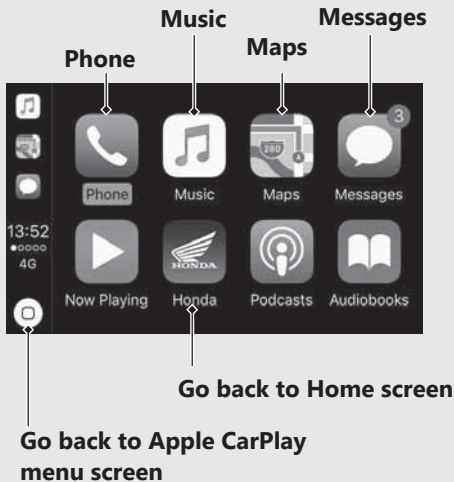 Music
Messages
Maps
Phone
3
280
Phone
Music
Maps
Messages
13:52
4G
HONDA
Now Playing
Honda
Podcasts
Audiobooks
Go back to Home screen
Go back to Apple CarPlay
menu screen